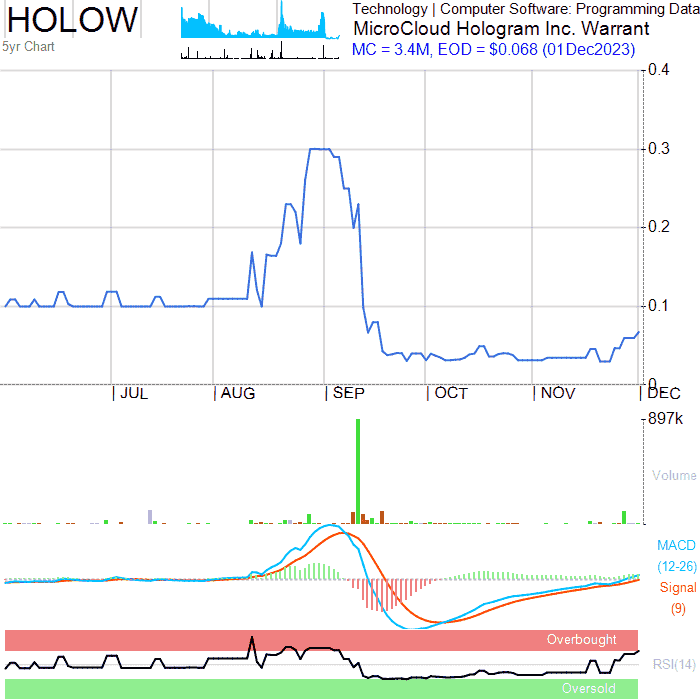 HOLOW
5yr Chart
Technology | Computer Software: Programming Data
MicroCloud Hologram Inc. Warrant
MC = 3.4M, EOD = $0.068 (01Dec2023)
0.4
0.3
0.2
0.1
0
JUL AUG SEP OCT NOV DEC
897k
Volume
MACD
(12-26)
Signal
(9)
Overbought
RSI(14)
Oversold